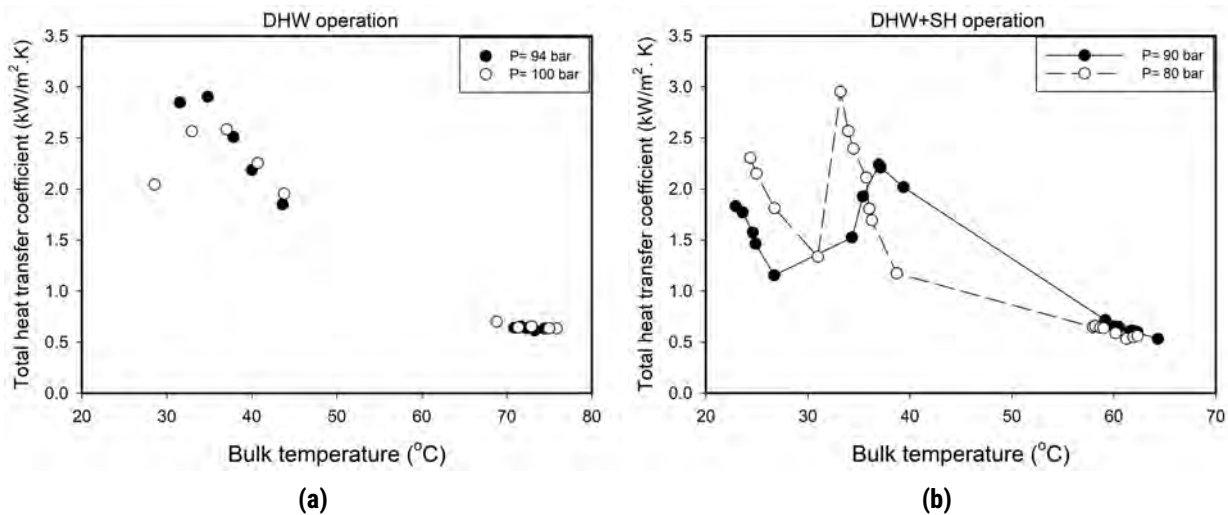 DHW operation
Total heat transfer coefficient (kW/m². K)
3.5
3.0
2.5
2.0
1.5
1.0
0.5
0.0
P= 94 bar
P= 100 bar
20 30 40 50 60 70 80
Bulk temperature (°C)
(a)
DHW+SH operation
Total heat transfer coefficient (kW/m². K)
3.5
3.0
2.5
2.0
1.5
1.0
0.5
0.0
P= 90 bar
P= 80 bar
20 30 40 50 60 70
Bulk temperature (°C)
(b)